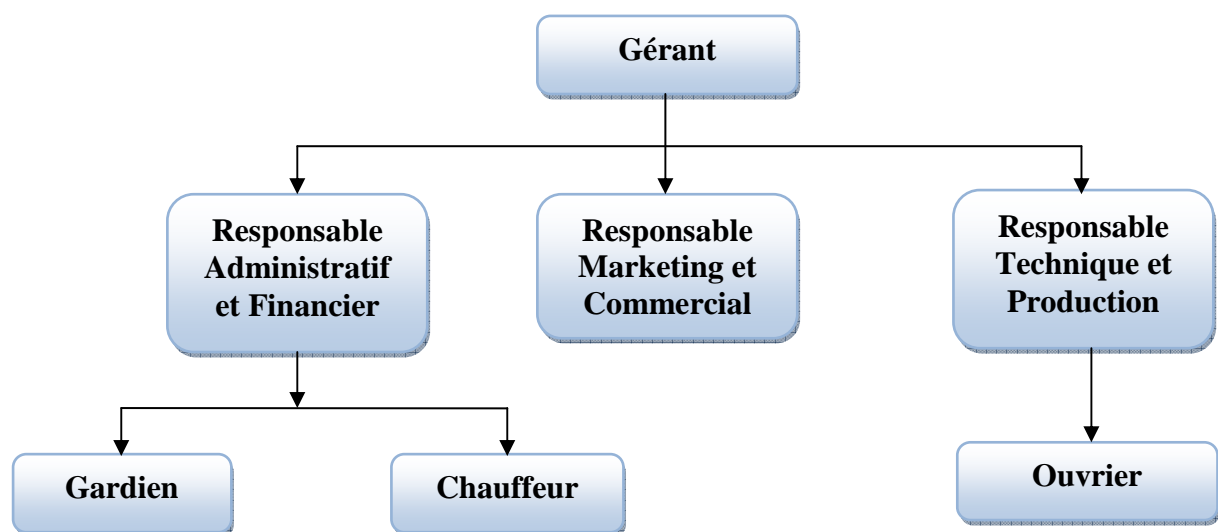 Gérant
Responsable
Administratif
et Financier
Responsable
Marketing et
Commercial
Responsable
Technique et
Production
Gardien
Chauffeur
Ouvrier